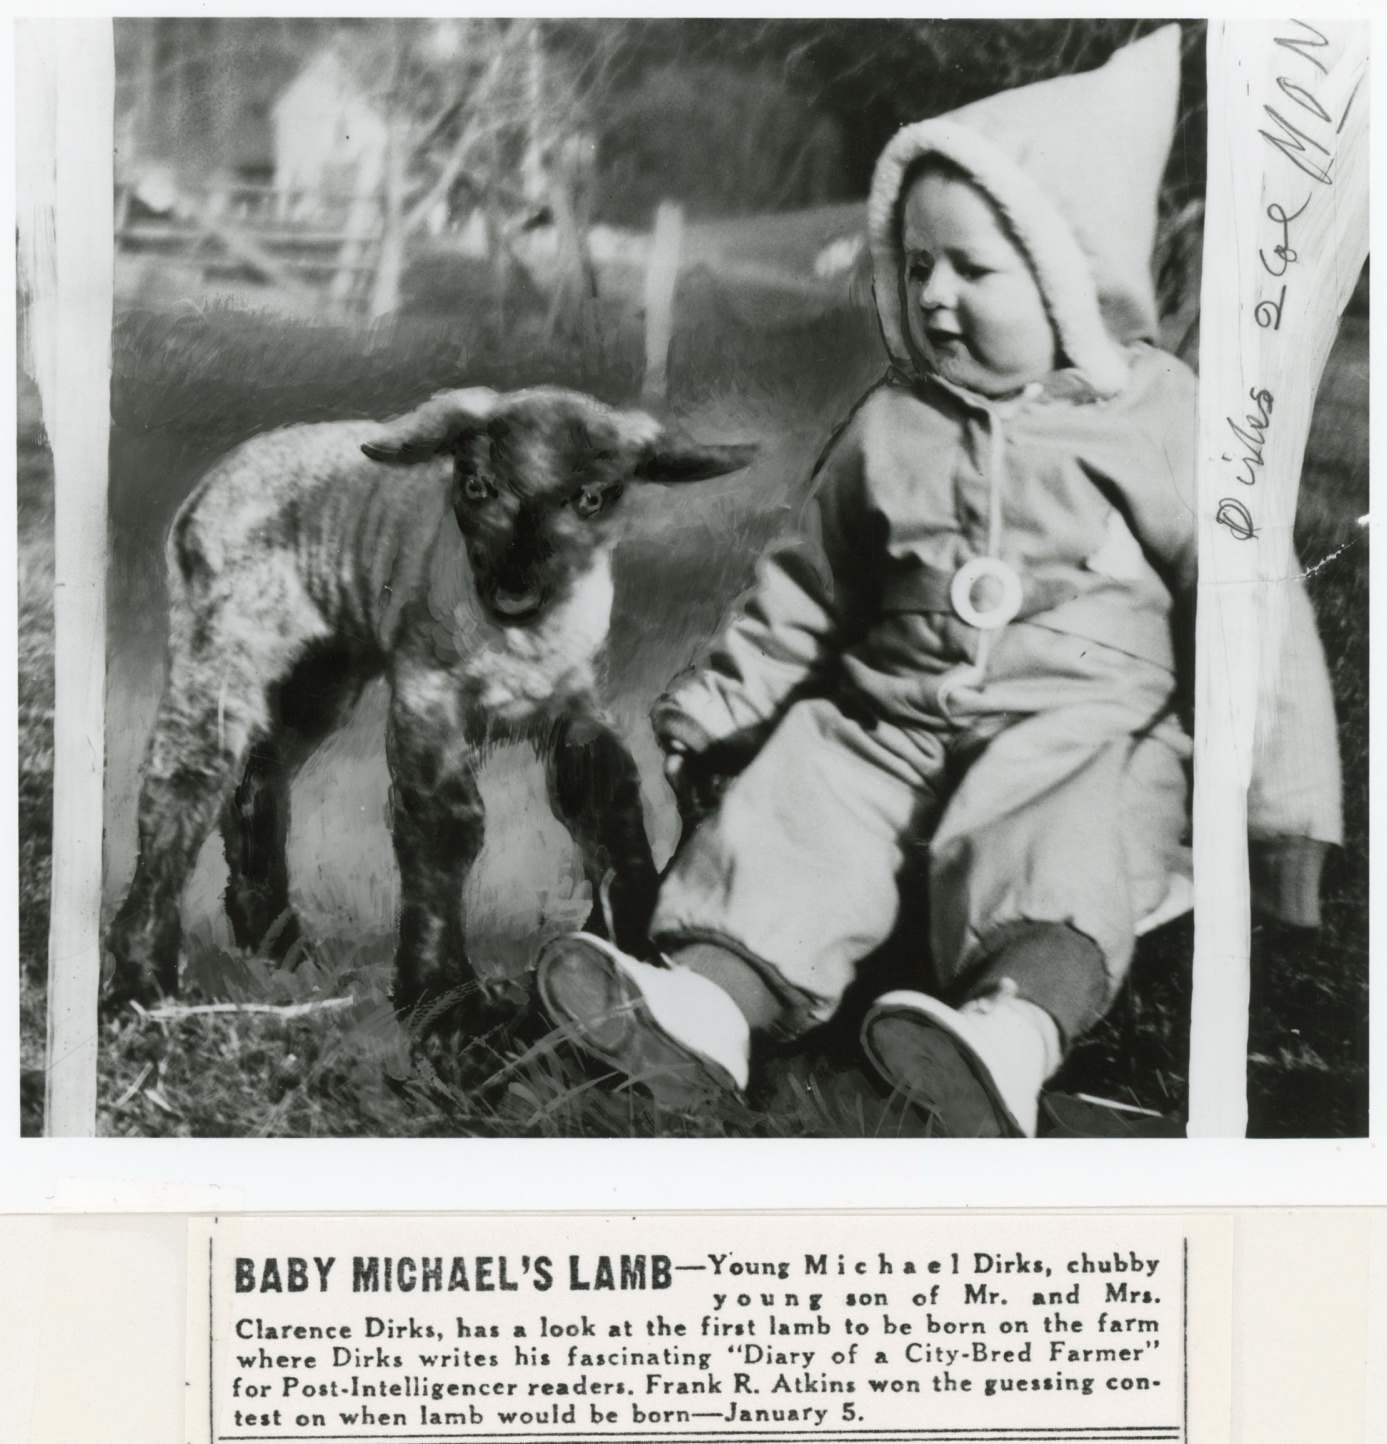 Dirks 2 Col MDN
BABY MICHAEL'S LAMB—Young Michael Dirks, chubby
young son of Mr. and Mrs.
Clarence Dirks, has a look at the first lamb to be born on the farm
where Dirks writes his fascinating "Diary of a City-Bred Farmer"
for Post-Intelligencer readers. Frank R. Atkins won the guessing con-
test on when lamb would be born—January 5.